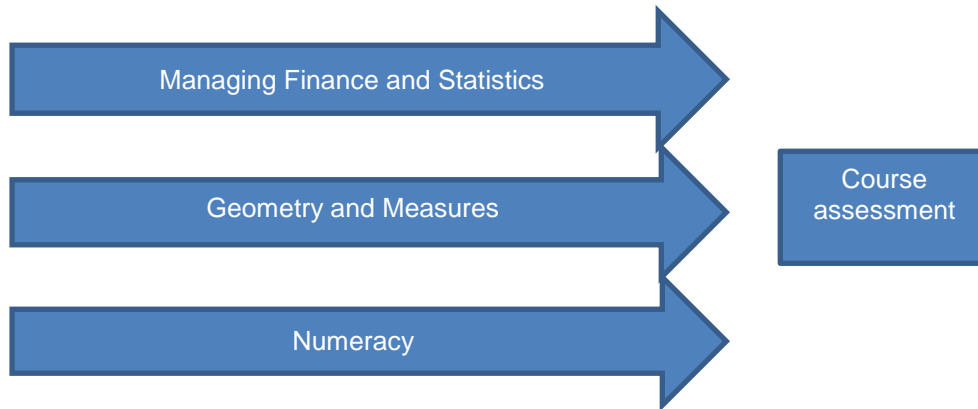 Managing Finance and Statistics
Geometry and Measures
Numeracy
Course
assessment